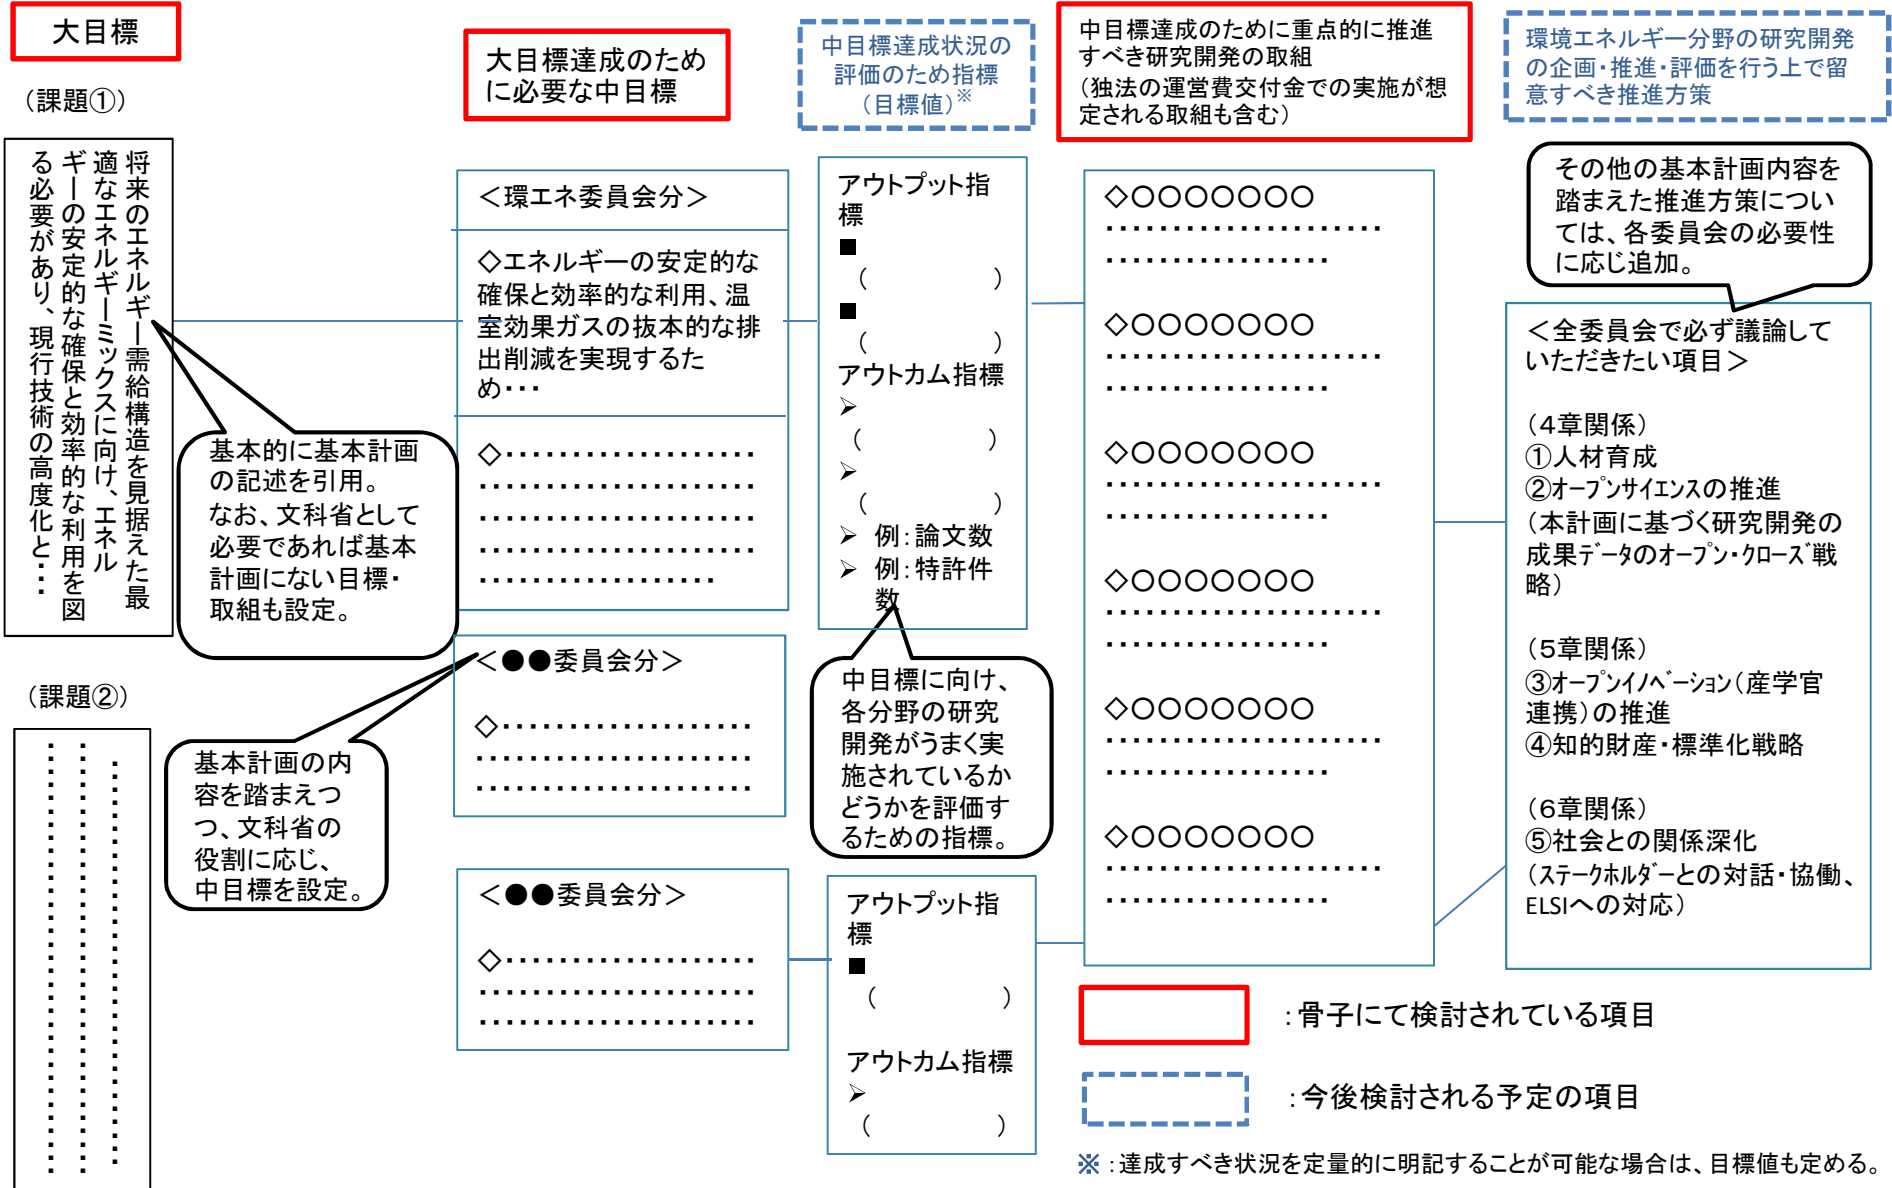 大目標
(課題①)
将来のエネルギー需給構造を見据えた最
適なエネルギーミックスに向け、エネル
ギーの安定的な確保と効率的な利用を図
る必要があり、現行技術の高度化と・・・
基本的に基本計画
の記述を引用。
なお、文科省として
必要であれば基本
計画にない目標・
取組も設定。
(課題②)
・・・・・・・・・・・・・・・・・・・・
・・・・・・・・・・・・・・・・・・・・・
・・・・・・・・・・・・・・・・・・・・・
基本計画の内
容を踏まえつ
つ、文科省の
役割に応じ、
中目標を設定。
大目標達成のため
に必要な中目標
<環エネ委員会分>
◇エネルギーの安定的な
確保と効率的な利用、温
室効果ガスの抜本的な排
出削減を実現するた
め・・・
◇・・・・・・・・・・・・・・・・・・
・・・・・・・・・・・・・・・・・・・・
・・・・・・・・・・・・・・・・・・・・
・・・・・・・・・・・・・・・・・・・・
・・・・・・・・・・・・・・・・・
<●●委員会分>
◇・・・・・・・・・・・・・・・・・・
・・・・・・・・・・・・・・・・・・・・
・・・・・・・・・・・・・・・・・・・・
<●●委員会分>
◇・・・・・・・・・・・・・・・・・・
・・・・・・・・・・・・・・・・・・・・
・・・・・・・・・・・・・・・・・・・・
中目標達成状況の
評価のため指標
(目標値)※
アウトプット指
標
■
(　　　　)
■
(　　　　)
アウトカム指標
➢
(　　　　)
➢
(　　　　)
➢ 例:論文数
➢ 例:特許件
数
中目標に向け、
各分野の研究
開発がうまく実
施されているか
どうかを評価す
るための指標。
アウトプット指
標
■
(　　　　)
アウトカム指標
➢
(　　　　)
中目標達成のために重点的に推進
すべき研究開発の取組
(独法の運営費交付金での実施が想
定される取組も含む)
◇○○○○○○○
・・・・・・・・・・・・・・・・・・・・
・・・・・・・・・・・・・・・・
◇○○○○○○○
・・・・・・・・・・・・・・・・・・・・
・・・・・・・・・・・・・・・・
◇○○○○○○○
・・・・・・・・・・・・・・・・・・・・
・・・・・・・・・・・・・・・・
◇○○○○○○○
・・・・・・・・・・・・・・・・・・・・
・・・・・・・・・・・・・・・・
◇○○○○○○○
・・・・・・・・・・・・・・・・・・・・
・・・・・・・・・・・・・・・・
◇○○○○○○○
・・・・・・・・・・・・・・・・・・・・
・・・・・・・・・・・・・・・・
環境エネルギー分野の研究開発
の企画・推進・評価を行う上で留
意すべき推進方策
その他の基本計画内容を
踏まえた推進方策につい
ては、各委員会の必要性
に応じ追加。
<全委員会で必ず議論して
いただきたい項目>
(4章関係)
①人材育成
②オープンサイエンスの推進
(本計画に基づく研究開発の
成果データのオープン・クローズ戦
略)
(5章関係)
③オープンイノベーション(産学官
連携)の推進
④知的財産・標準化戦略
(6章関係)
⑤社会との関係深化
(ステークホルダーとの対話・協働、
ELSIへの対応)
:骨子にて検討されている項目
:今後検討される予定の項目
※:達成すべき状況を定量的に明記することが可能な場合は、目標値も定める。